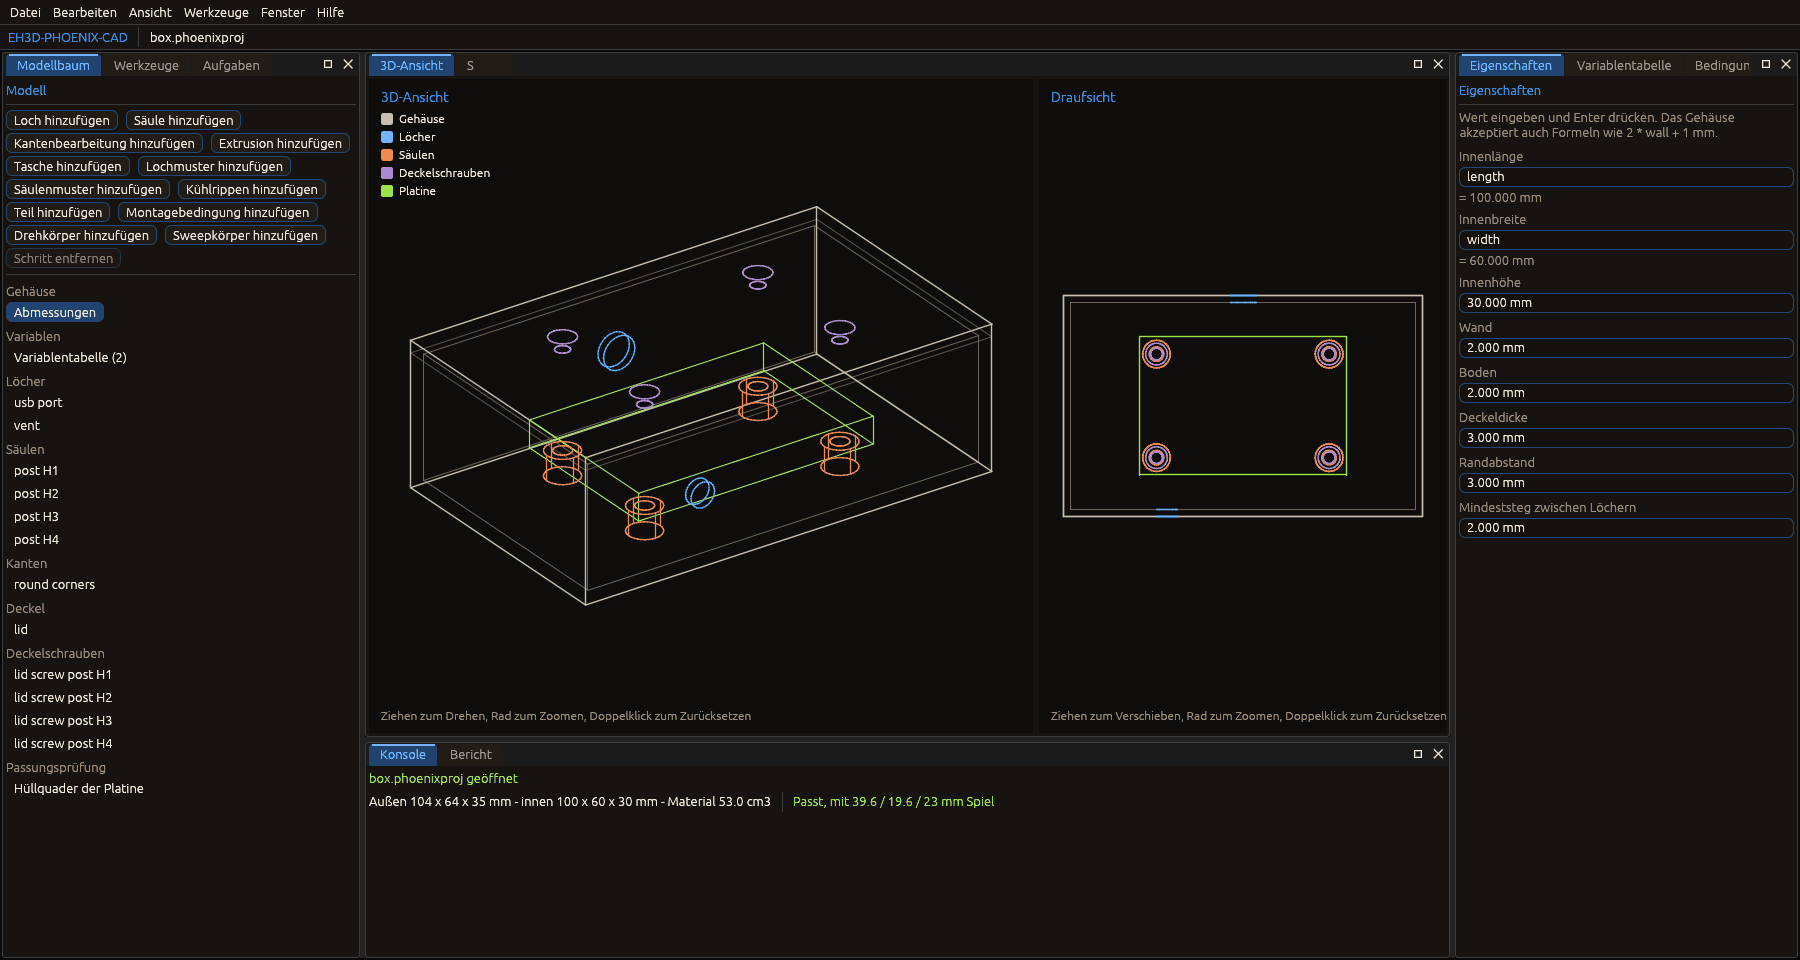 Datei Bearbeiten Ansicht Werkzeuge Fenster Hilfe
EH3D-PHOENIX-CAD box.phoenixproj
Modellbaum Werkzeuge Aufgaben
Modell
Loch hinzufügen Säule hinzufügen
Kantenbearbeitung hinzufügen Extrusion hinzufügen
Tasche hinzufügen Lochmuster hinzufügen
Säulenmuster hinzufügen Kühlrippen hinzufügen
Teil hinzufügen Montagebedingung hinzufügen
Drehkörper hinzufügen Sweepkörper hinzufügen
Schritt entfernen
Gehäuse
Abmessungen
Variablen
Variablentabelle (2)
Löcher
usb port
vent
Säulen
post H1
post H2
post H3
post H4
Kanten
round corners
Deckel
lid
Deckelschrauben
lid screw post H1
lid screw post H2
lid screw post H3
lid screw post H4
Passungsprüfung
Hüllquader der Platine
3D-Ansicht S
3D-Ansicht
Gehäuse
Löcher
Säulen
Deckelschrauben
Platine
Ziehen zum Drehen, Rad zum Zoomen, Doppelklick zum Zurücksetzen
Draufsicht
Ziehen zum Verschieben, Rad zum Zoomen, Doppelklick zum Zurücksetzen
Konsole Bericht
box.phoenixproj geöffnet
Außen 104 x 64 x 35 mm - innen 100 x 60 x 30 mm - Material 53.0 cm3 Passt, mit 39.6 / 19.6 / 23 mm Spiel
Eigenschaften Variablentabelle Bedingun
Eigenschaften
Wert eingeben und Enter drücken. Das Gehäuse
akzeptiert auch Formeln wie 2 * wall + 1 mm.
Innenlänge
length
= 100.000 mm
Innenbreite
width
= 60.000 mm
Innenhöhe
30.000 mm
Wand
2.000 mm
Boden
2.000 mm
Deckeldicke
3.000 mm
Randabstand
3.000 mm
Mindeststeg zwischen Löchern
2.000 mm